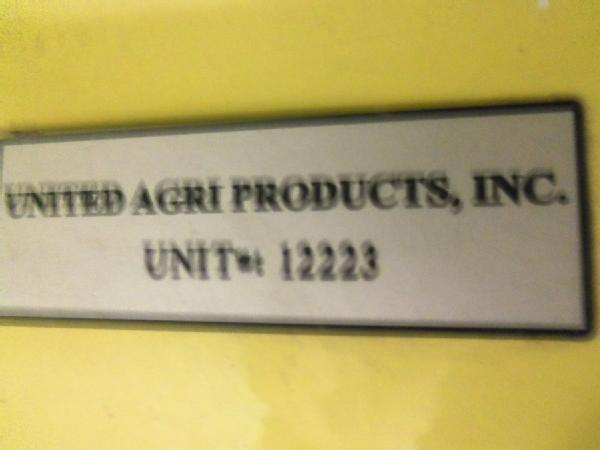 UNITED AGRI PRODUCTS, INC.
UNIT#: 12223